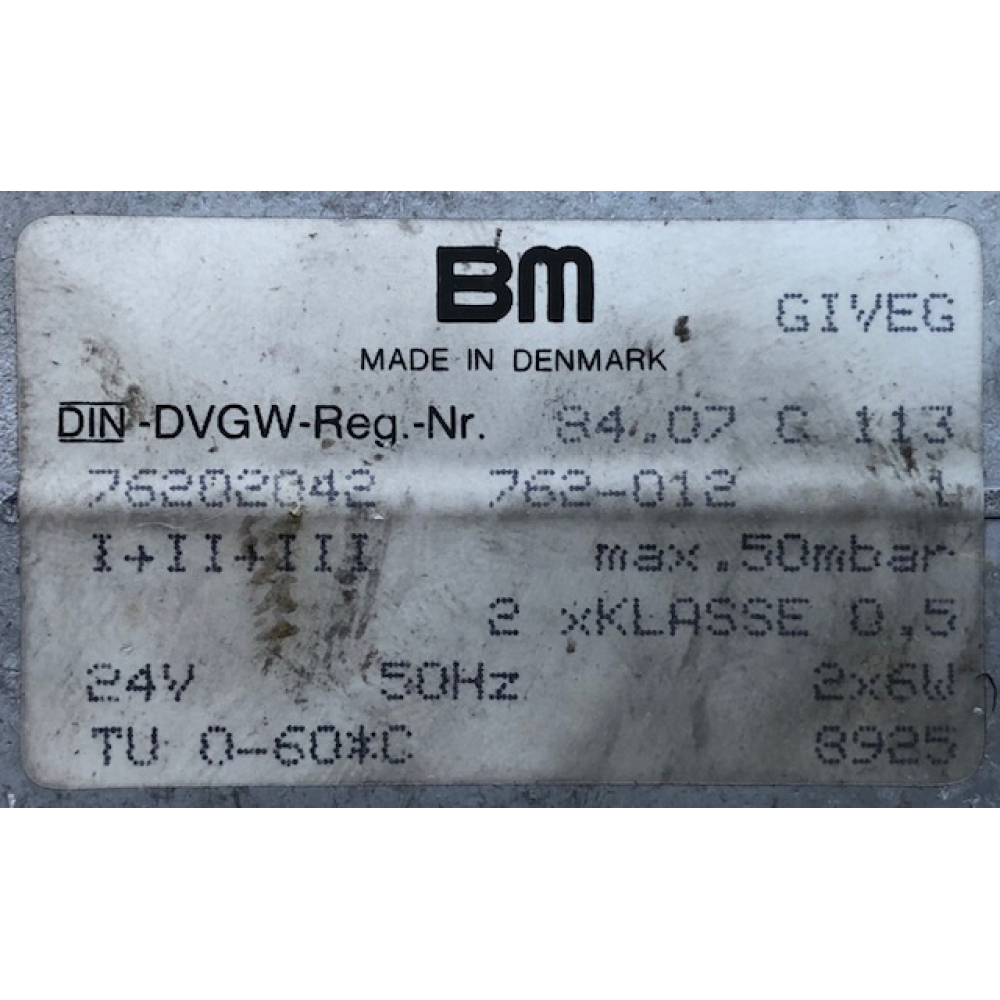 BM
GIVEG
MADE IN DENMARK
DIN-DVGW-Reg.-Nr. 84.07 C 113
76202042 762-012 1
I+II+III max.50mbar
2 xKLASSE 0,5
24V 50Hz 2x6W
TU 0-60*C 8925